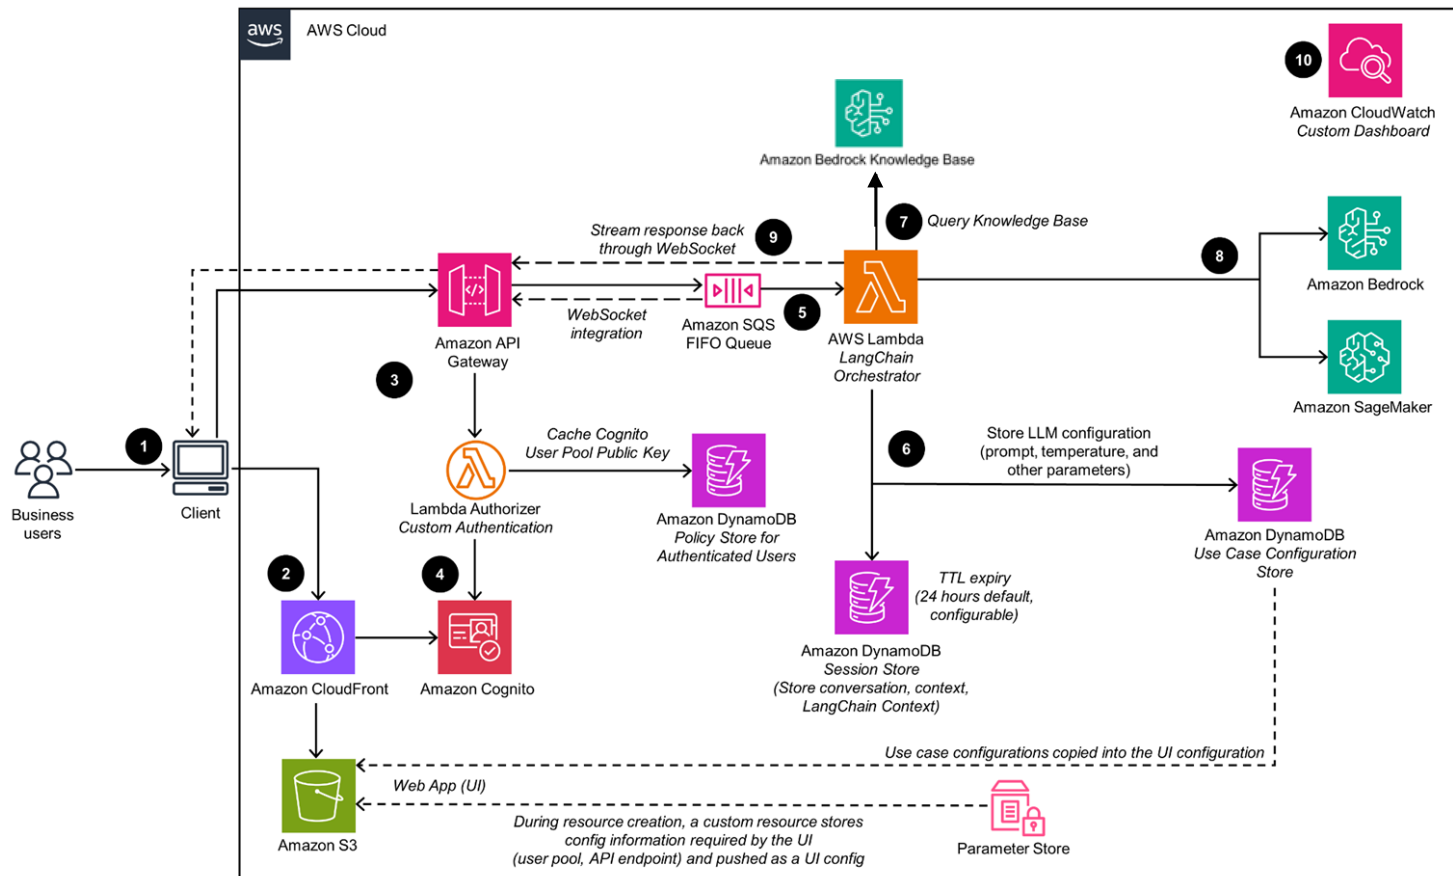 aws
AWS Cloud
10
Amazon CloudWatch
Custom Dashboard
Amazon Bedrock Knowledge Base
7
Query Knowledge Base
Stream response back
through WebSocket
9
8
Amazon Bedrock
WebSocket
integration
Amazon SQS
FIFO Queue
5
Amazon API
Gateway
AWS Lambda
LangChain
Orchestrator
Amazon SageMaker
3
1
Business
users
Client
Cache Cognito
User Pool Public Key
Lambda Authorizer
Custom Authentication
Amazon DynamoDB
Policy Store for
Authenticated Users
6
Store LLM configuration
(prompt, temperature, and
other parameters)
Amazon DynamoDB
Use Case Configuration
Store
2
4
Amazon CloudFront
Amazon Cognito
TTL expiry
(24 hours default,
configurable)
Amazon DynamoDB
Session Store
(Store conversation, context,
LangChain Context)
Use case configurations copied into the UI configuration
Web App (UI)
Amazon S3
During resource creation, a custom resource stores
config information required by the UI
(user pool, API endpoint) and pushed as a UI config
Parameter Store